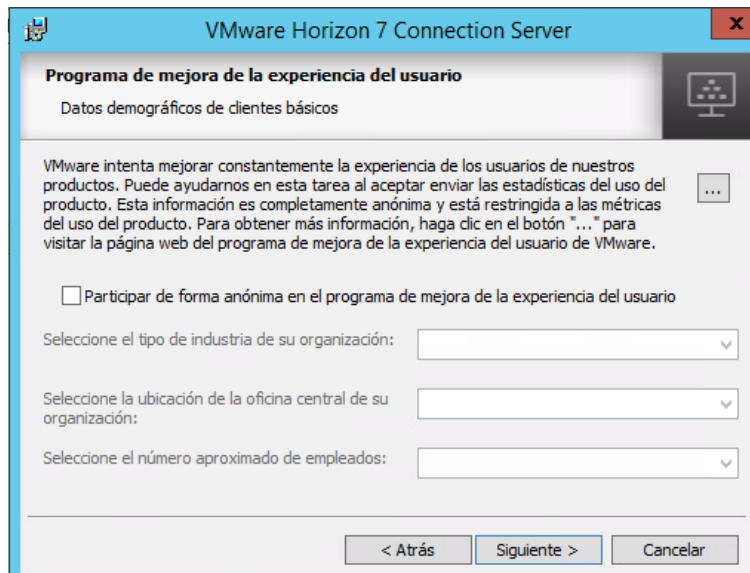 VMware Horizon 7 Connection Server
x
Programa de mejora de la experiencia del usuario
Datos demográficos de clientes básicos
VMware intenta mejorar constantemente la experiencia de los usuarios de nuestros
productos. Puede ayudarnos en esta tarea al aceptar enviar las estadísticas del uso del
producto. Esta información es completamente anónima y está restringida a las métricas
del uso del producto. Para obtener más información, haga clic en el botón "..." para
visitar la página web del programa de mejora de la experiencia del usuario de VMware.
...
Participar de forma anónima en el programa de mejora de la experiencia del usuario
Seleccione el tipo de industria de su organización:
Seleccione la ubicación de la oficina central de su
organización:
Seleccione el número aproximado de empleados:
< Atrás
Siguiente >
Cancelar